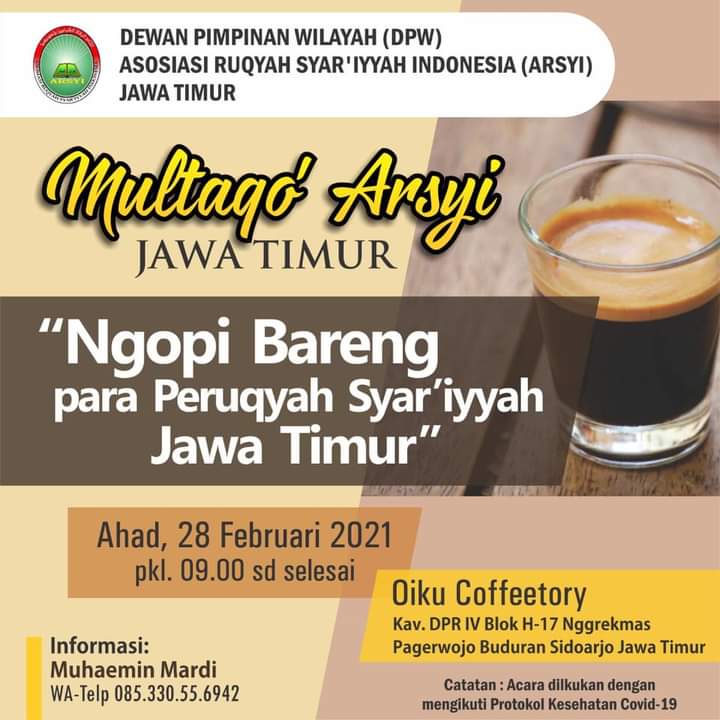 DEWAN PIMPINAN WILAYAH (DPW)
ASOSIASI RUQYAH SYAR'IYYAH INDONESIA (ARSYI)
JAWA TIMUR
ARSYI
Multaqo' Arsyi
JAWA TIMUR
“Ngopi Bareng
para Peruqyah Syar’iyyah
Jawa Timur”
Ahad, 28 Februari 2021
pkl. 09.00 sd selesai
Oiku Coffeetory
Kav. DPR IV Blok H-17 Nggrekmas
Pagerwojo Buduran Sidoarjo Jawa Timur
Informasi:
Muhaemin Mardi
WA-Telp 085.330.55.6942
Catatan : Acara dilkukan dengan
mengikuti Protokol Kesehatan Covid-19